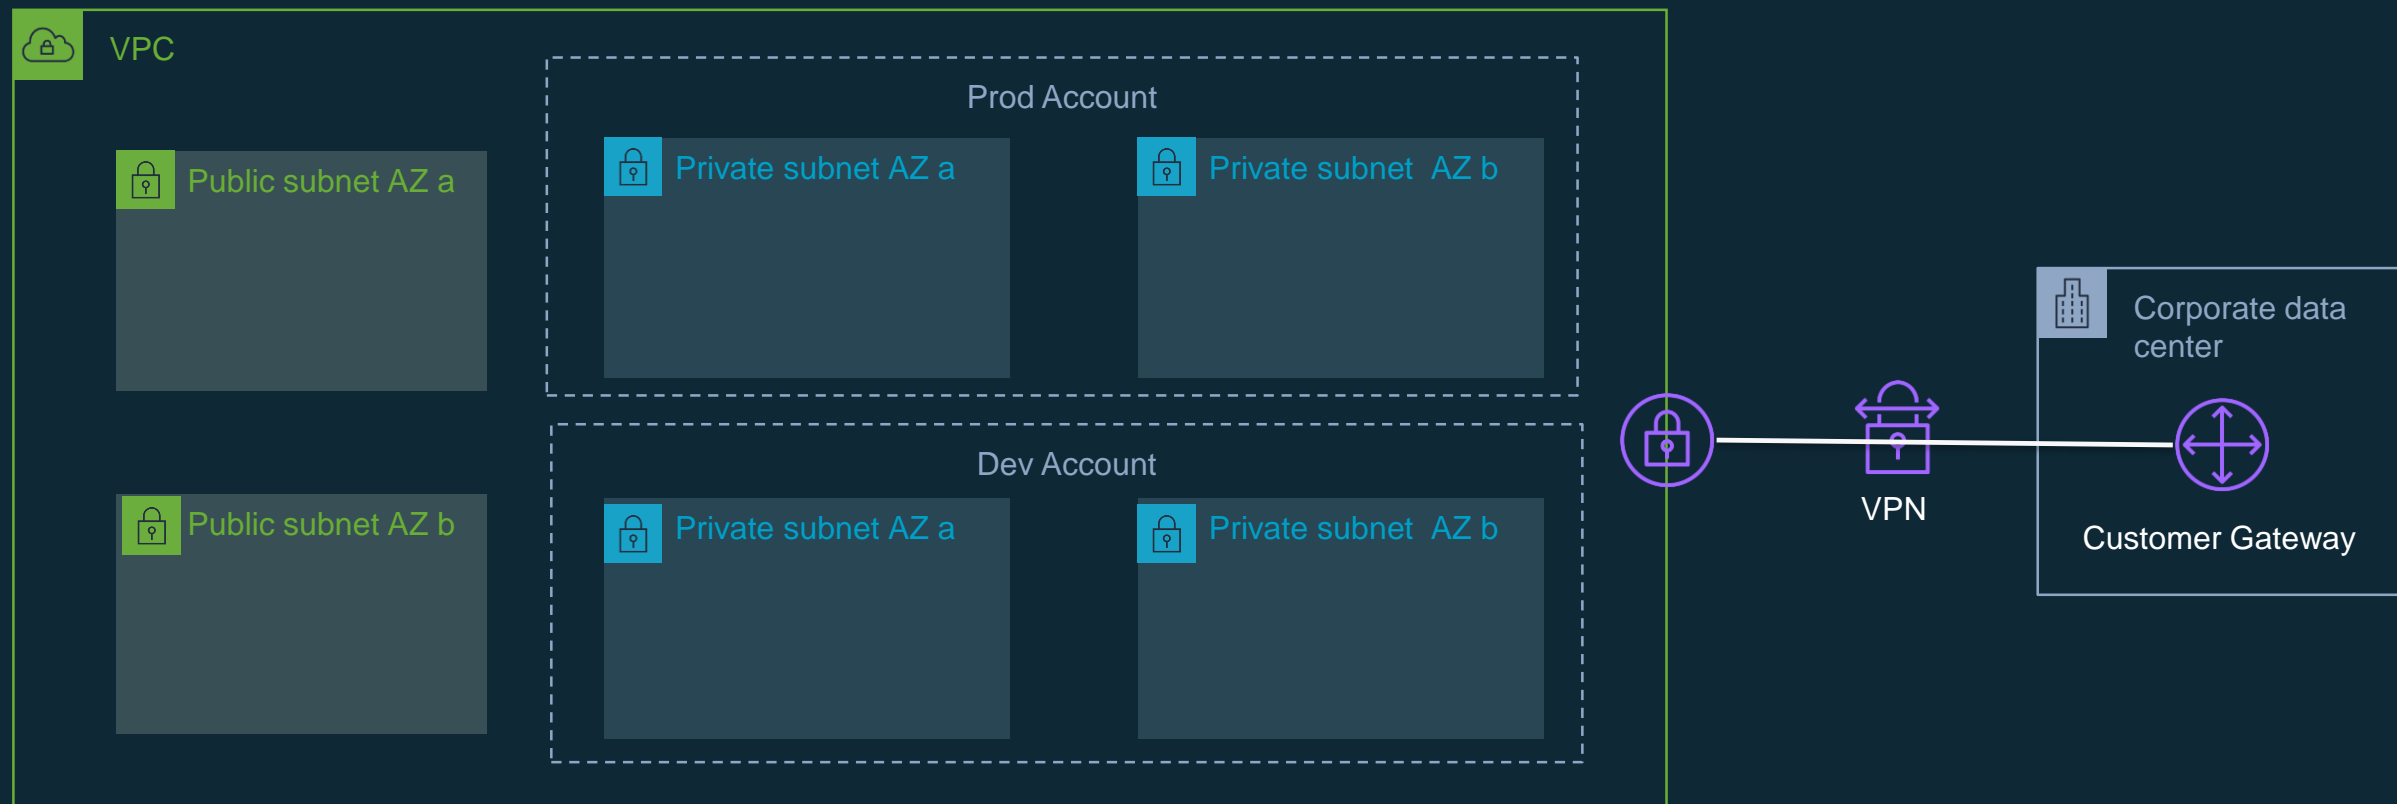 VPC
Prod Account
Public subnet AZ a
Private subnet AZ a
Private subnet  AZ b
Dev Account
Public subnet AZ b
Private subnet AZ a
Private subnet  AZ b
VPN
Corporate data
center
Customer Gateway